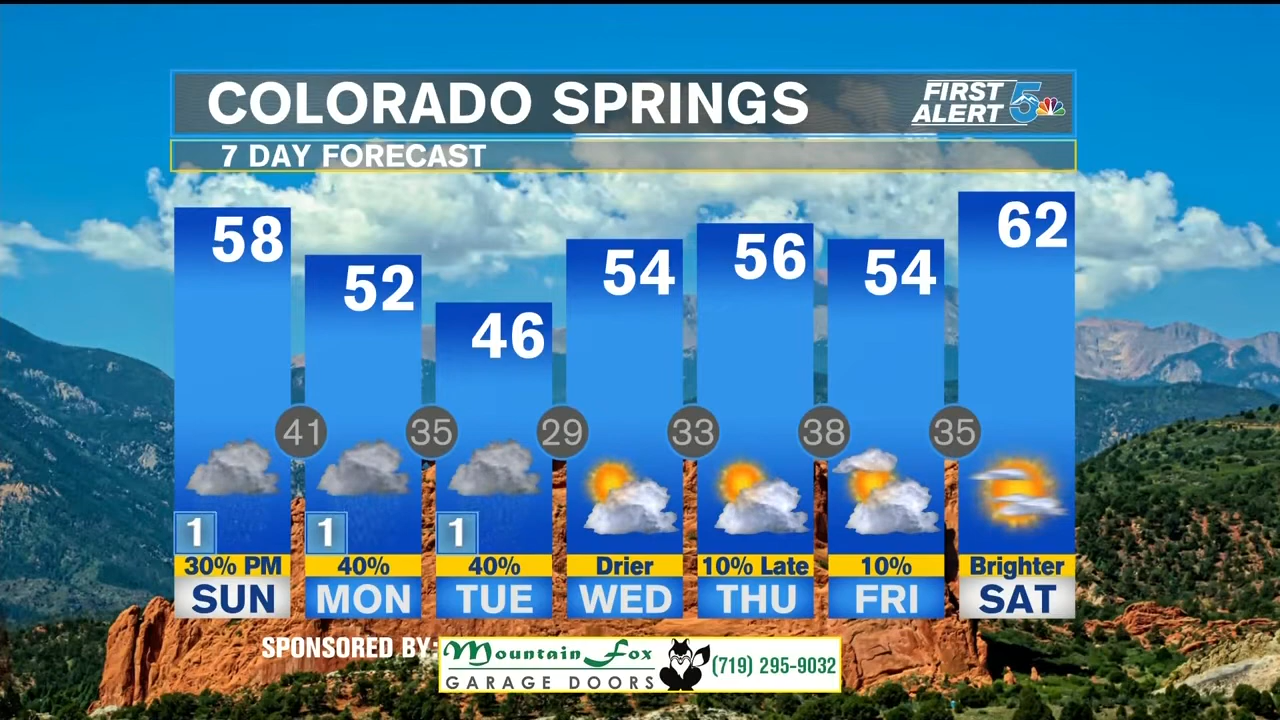 COLORADO SPRINGS
FIRST
ALERT 5
7 DAY FORECAST
58 52 46 54 56 54 62
41 35 29 33 38 35
1 1 1
30% PM 40% 40% Drier 10% Late 10% Brighter
SUN MON TUE WED THU FRI SAT
SPONSORED BY: Mountain Fox
GARAGE DOORS
(719) 295-9032